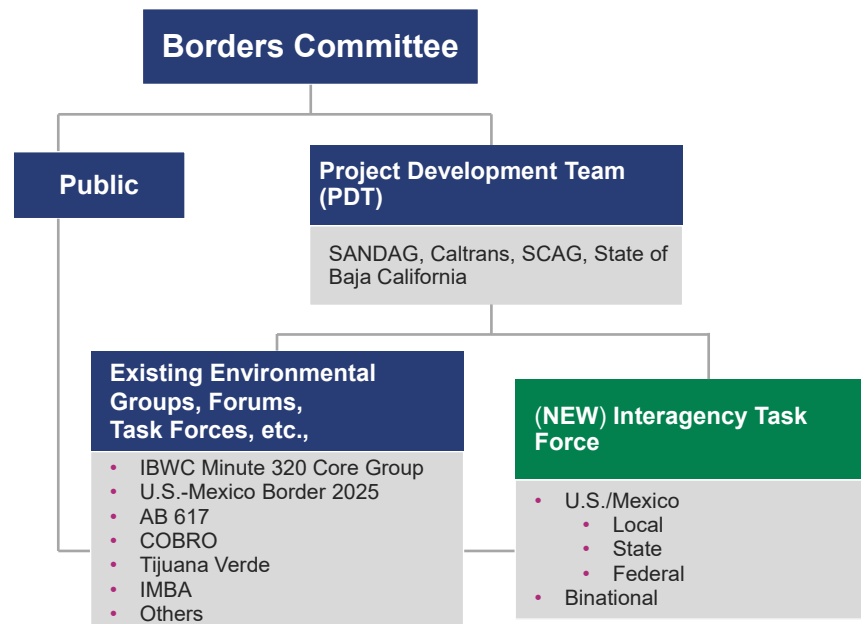 Borders Committee
Public
Project Development Team
(PDT)
SANDAG, Caltrans, SCAG, State of
Baja California
Existing Environmental
Groups, Forums,
Task Forces, etc.,
• IBWC Minute 320 Core Group
• U.S.-Mexico Border 2025
• AB 617
• COBRO
• Tijuana Verde
• IMBA
• Others
(NEW) Interagency Task
Force
• U.S./Mexico
• Local
• State
• Federal
• Binational